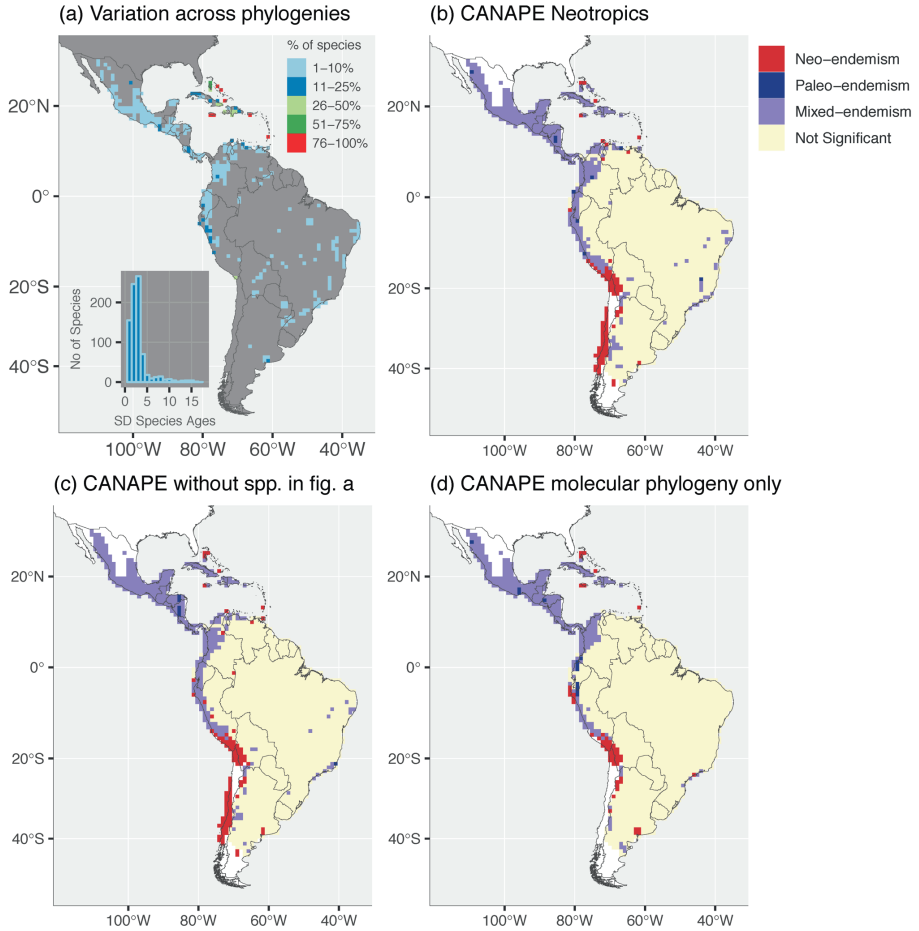 (a) Variation across phylogenies
% of species
1–10%
11–25%
26–50%
51–75%
76–100%
20°N
0°
20°S
40°S
No of Species
200
100
0
0 5 10 15
SD Species Ages
100°W 80°W 60°W 40°W
(b) CANAPE Neotropics
20°N
0°
20°S
40°S
100°W 80°W 60°W 40°W
Neo−endemism
Paleo−endemism
Mixed−endemism
Not Significant
(c) CANAPE without spp. in fig. a
20°N
0°
20°S
40°S
100°W 80°W 60°W 40°W
(d) CANAPE molecular phylogeny only
20°N
0°
20°S
40°S
100°W 80°W 60°W 40°W